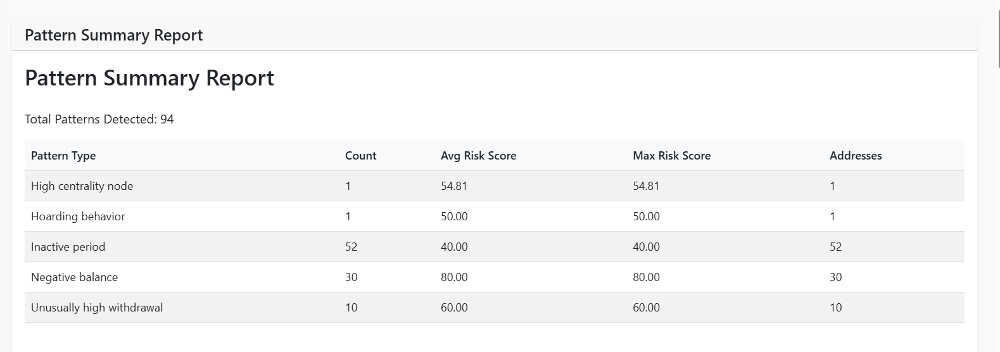 Pattern Summary Report
Pattern Summary Report
Total Patterns Detected: 94
Pattern Type Count Avg Risk Score Max Risk Score Addresses
High centrality node 1 54.81 54.81 1
Hoarding behavior 1 50.00 50.00 1
Inactive period 52 40.00 40.00 52
Negative balance 30 80.00 80.00 30
Unusually high withdrawal 10 60.00 60.00 10